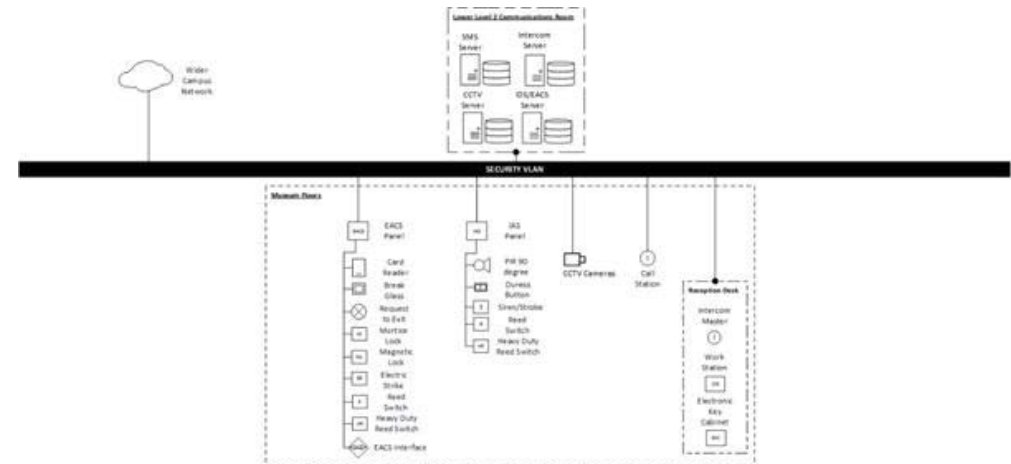 Lower Level 2 Communications Room
SMS
Server
Intercom
Server
CCTV
Server
IDS/EACS
Server
Wider
Campus
Network
SECURITY VLAN
Museum Floors
EACS
Panel
Card
Reader
Break
Glass
Request
to Exit
Mortice
Lock
Magnetic
Lock
Electric
Strike
Reed
Switch
Heavy Duty
Reed Switch
EACS Interface
IAS
Panel
PIR 90
degree
Duress
Button
Siren/Strobe
Reed
Switch
Heavy Duty
Reed Switch
CCTV Cameras
Call
Station
Reception Desk
Intercom
Master
Work
Station
Electronic
Key
Cabinet